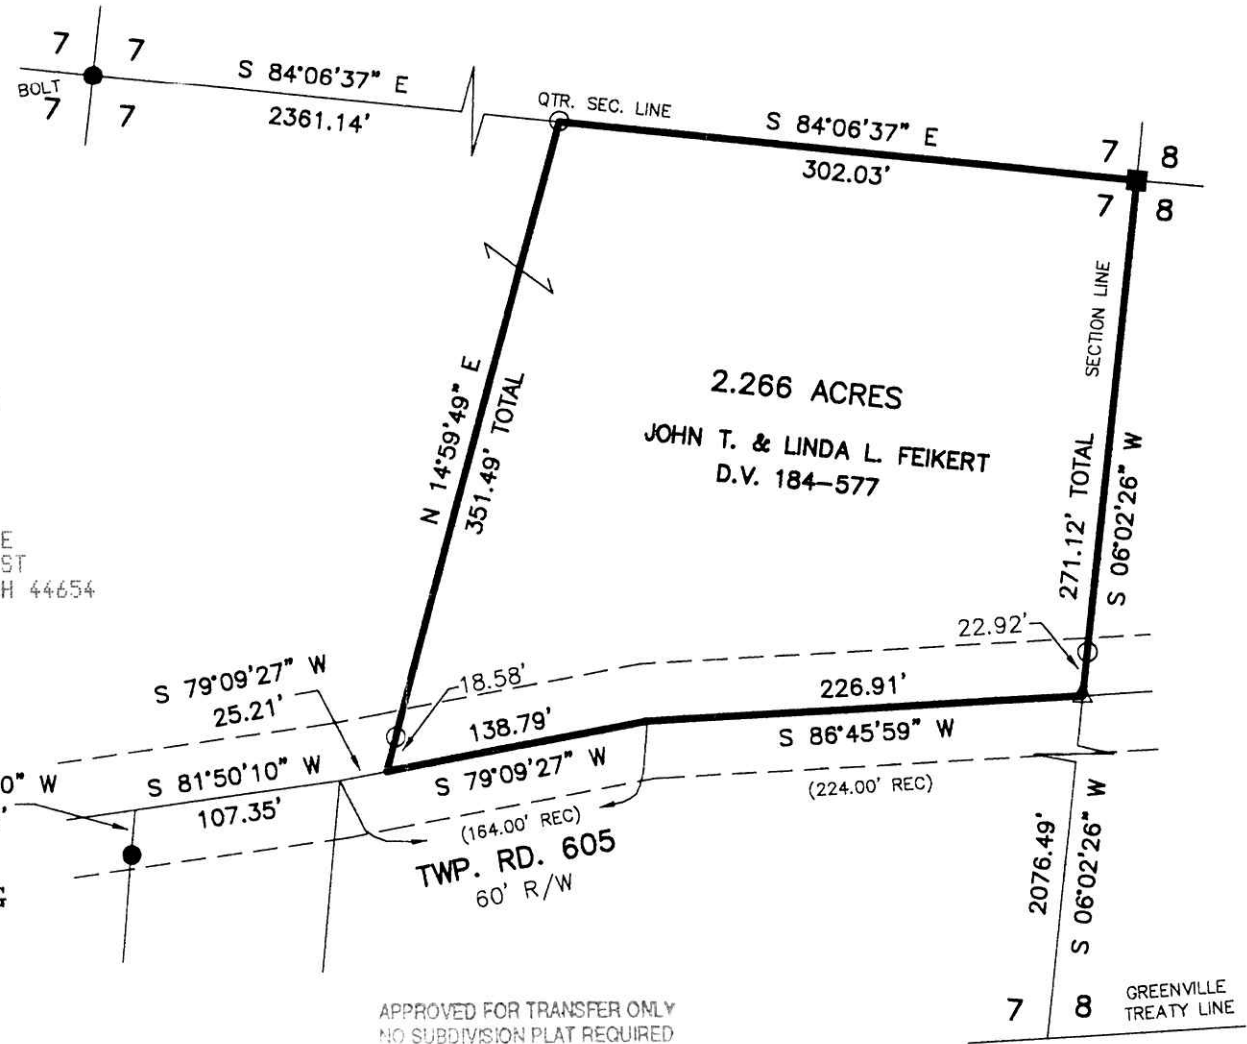 7 7
S 84°06'37" E
BOLT
2361.14'
7 7
QTR. SEC. LINE
S 84°06'37" E
302.03'
7 8
7 8
SECTION LINE
N 14°59'49" E
351.49' TOTAL
2.266 ACRES
JOHN T. & LINDA L. FEIKERT
D.V. 184-577
271.12' TOTAL
S 06°02'26" W
E
ST
H 44654
22.92'
S 79°09'27" W
25.21'
18.58'
138.79'
226.91'
S 79°09'27" W
S 86°45'59" W
0" W
S 81°50'10" W
107.35'
(164.00' REC)
(224.00' REC)
TWP. RD. 605
60' R/W
2076.49'
S 06°02'26" W
APPROVED FOR TRANSFER ONLY
NO SUBDIVISION PLAT REQUIRED
7 8
GREENVILLE
TREATY LINE